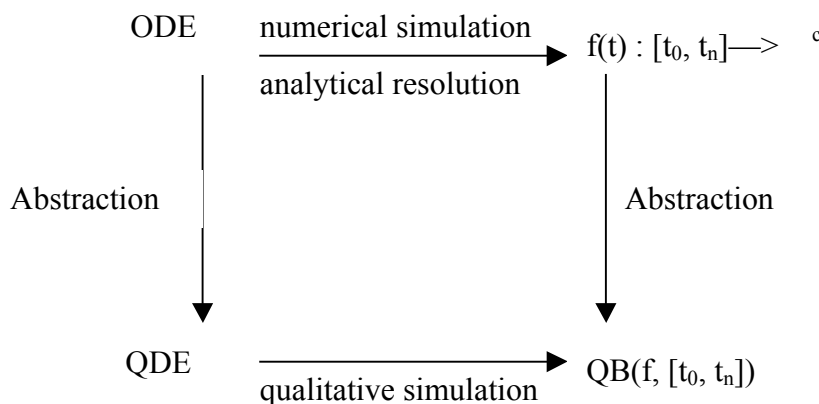 ODE
numerical simulation
analytical resolution
f(t) : [t₀, tₙ]—> ᶜ
Abstraction
Abstraction
QDE
qualitative simulation
QB(f, [t₀, tₙ])